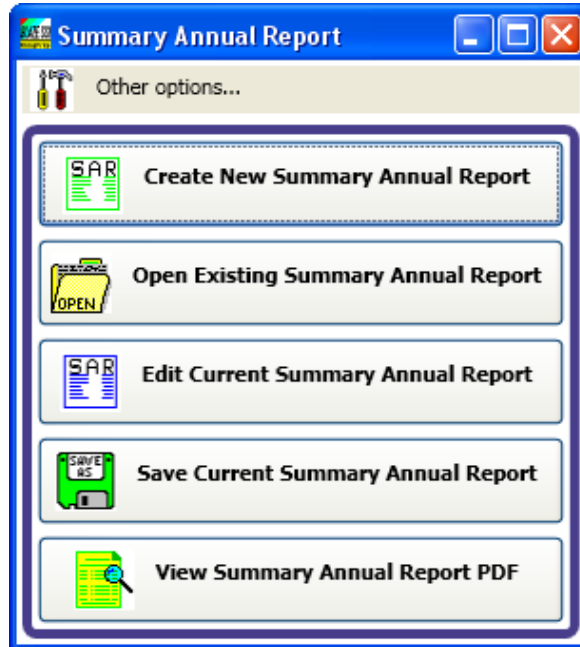 Summary Annual Report
Other options...
SAR
Create New Summary Annual Report
OPEN
Open Existing Summary Annual Report
SAR
Edit Current Summary Annual Report
SAVE
AS
Save Current Summary Annual Report
View Summary Annual Report PDF